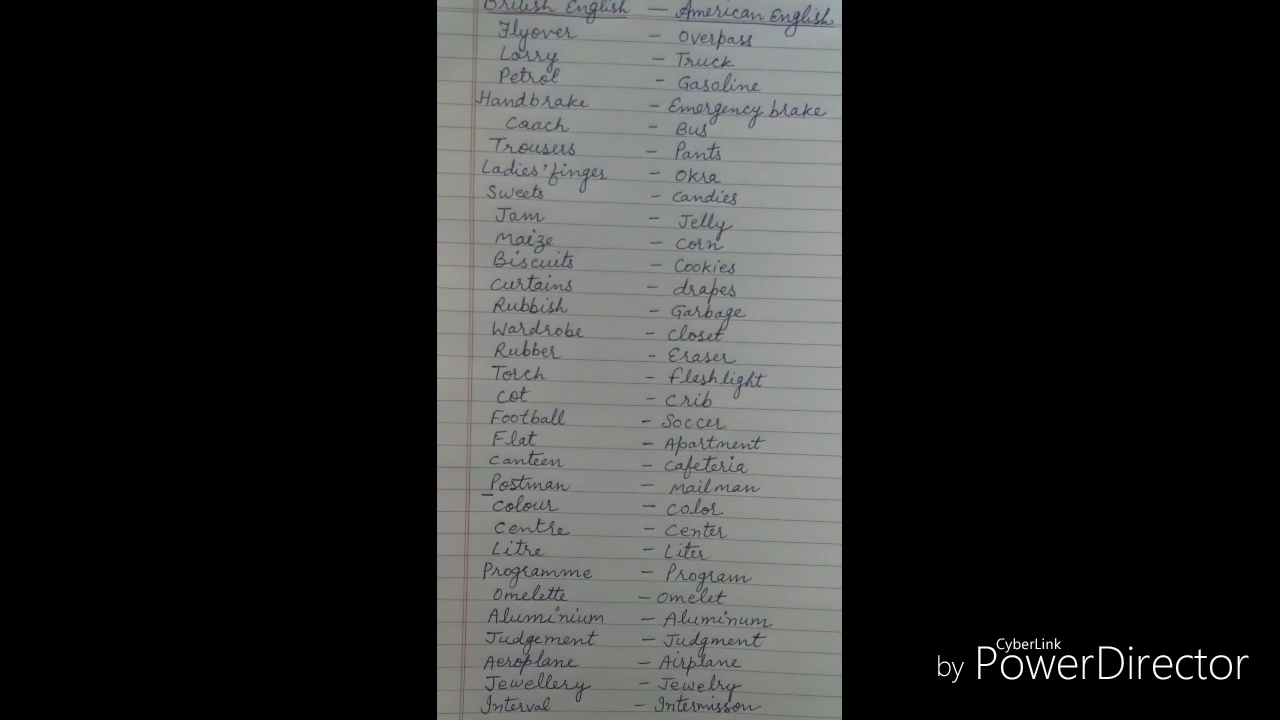 British English — American English
Flyover — Overpass
Lorry — Truck
Petrol — Gasoline
Handbrake — Emergency brake
Coach — Bus
Trousers — Pants
Ladies' finger — Okra
Sweets — Candies
Jam — Jelly
Maize — Corn
Biscuits — Cookies
Curtains — drapes
Rubbish — Garbage
Wardrobe — Closet
Rubber — Eraser
Torch — flashlight
Cot — Crib
Football — Soccer
Flat — Apartment
Canteen — Cafeteria
Postman — Mailman
Colour — Color
Centre — Center
Litre — Liter
Programme — Program
Omelette — Omelet
Aluminium — Aluminum
Judgement — Judgment
Aeroplane — Airplane
Jewellery — Jewelry
Interval — Intermisson
by CyberLink PowerDirector